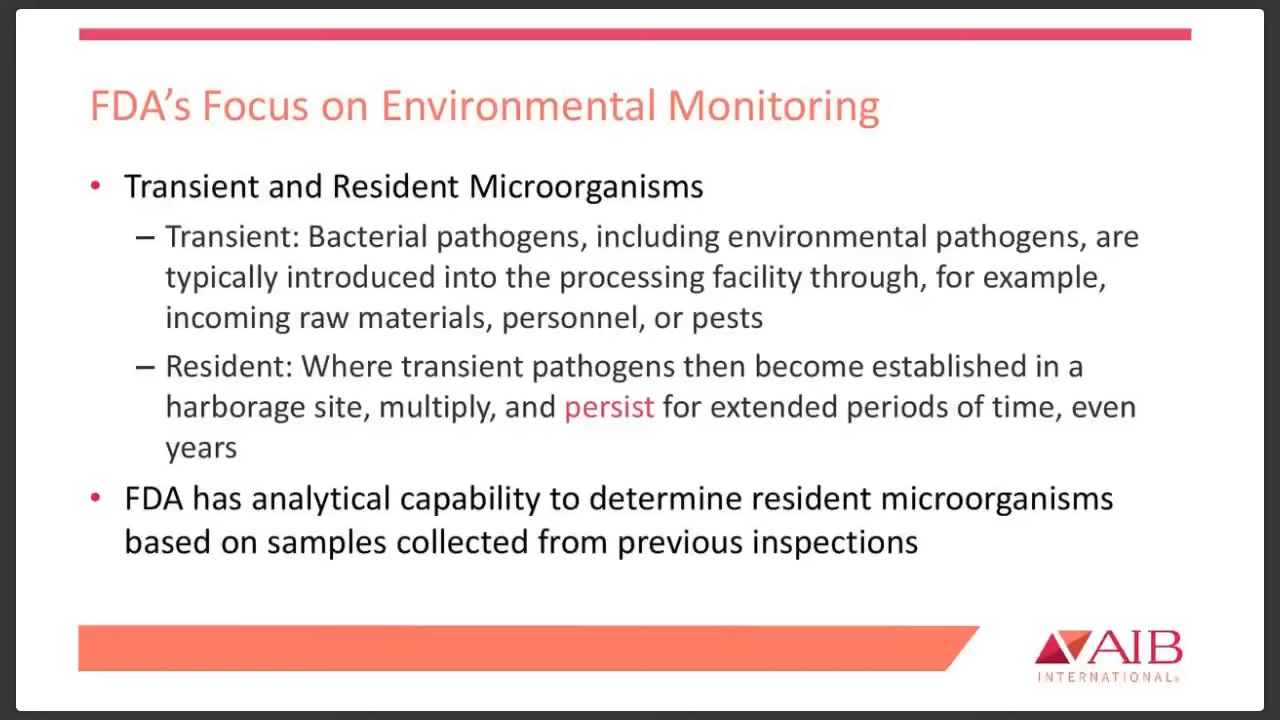 FDA's Focus on Environmental Monitoring
• Transient and Resident Microorganisms
– Transient: Bacterial pathogens, including environmental pathogens, are
typically introduced into the processing facility through, for example,
incoming raw materials, personnel, or pests
– Resident: Where transient pathogens then become established in a
harborage site, multiply, and persist for extended periods of time, even
years
• FDA has analytical capability to determine resident microorganisms
based on samples collected from previous inspections
AIB
INTERNATIONAL®